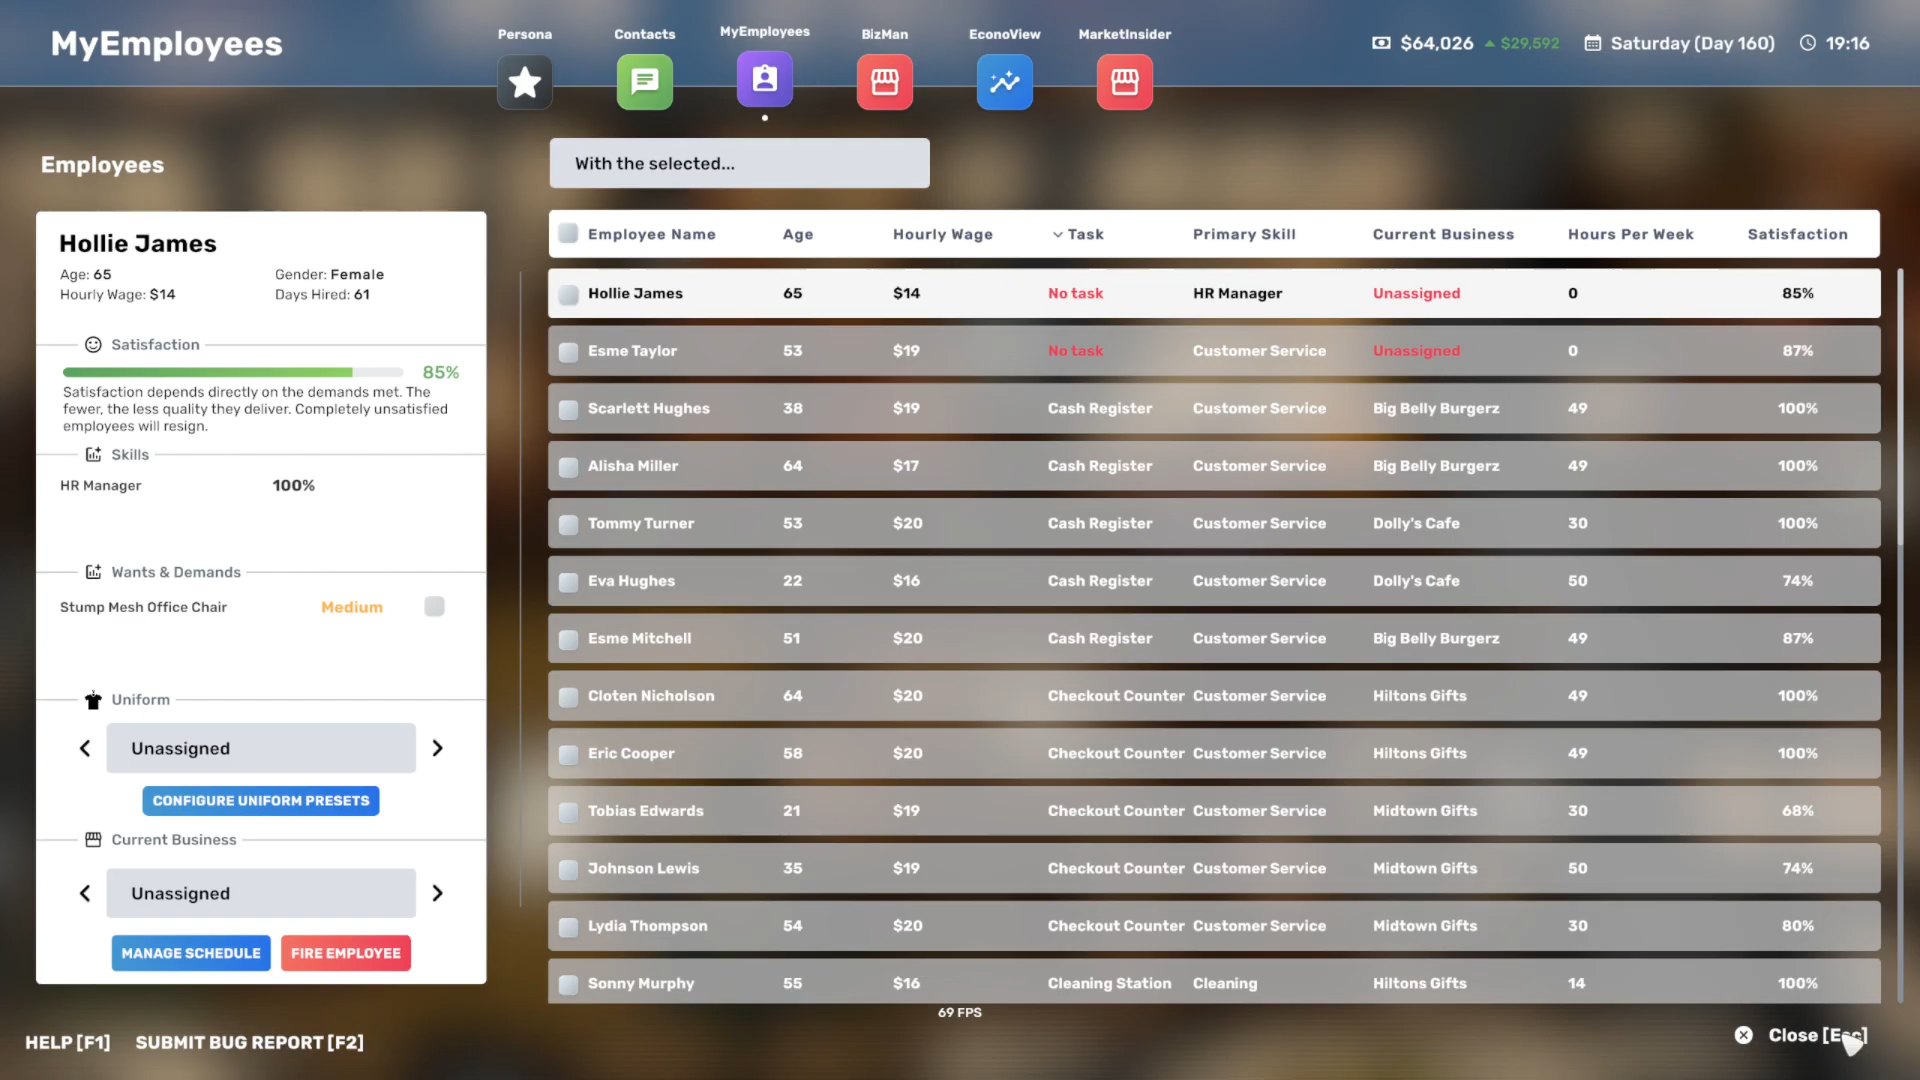 MyEmployees
Persona
Contacts
MyEmployees
BizMan
EconoView
MarketInsider
$64,026
$29,592
Saturday (Day 160)
19:16
Employees
With the selected...
Hollie James
Age: 65
Gender: Female
Hourly Wage: $14
Days Hired: 61
Satisfaction
85%
Satisfaction depends directly on the demands met. The
fewer, the less quality they deliver. Completely unsatisfied
employees will resign.
Skills
HR Manager 100%
Wants & Demands
Stump Mesh Office Chair Medium
Uniform
Unassigned
CONFIGURE UNIFORM PRESETS
Current Business
Unassigned
MANAGE SCHEDULE
FIRE EMPLOYEE
Employee Name Age Hourly Wage Task Primary Skill Current Business Hours Per Week Satisfaction
Hollie James 65 $14 No task HR Manager Unassigned 0 85%
Esme Taylor 53 $19 No task Customer Service Unassigned 0 87%
Scarlett Hughes 38 $19 Cash Register Customer Service Big Belly Burgerz 49 100%
Alisha Miller 64 $17 Cash Register Customer Service Big Belly Burgerz 49 100%
Tommy Turner 53 $20 Cash Register Customer Service Dolly's Cafe 30 100%
Eva Hughes 22 $16 Cash Register Customer Service Dolly's Cafe 50 74%
Esme Mitchell 51 $20 Cash Register Customer Service Big Belly Burgerz 49 87%
Cloten Nicholson 64 $20 Checkout Counter Customer Service Hiltons Gifts 49 100%
Eric Cooper 58 $20 Checkout Counter Customer Service Hiltons Gifts 49 100%
Tobias Edwards 21 $19 Checkout Counter Customer Service Midtown Gifts 30 68%
Johnson Lewis 35 $19 Checkout Counter Customer Service Midtown Gifts 50 74%
Lydia Thompson 54 $20 Checkout Counter Customer Service Midtown Gifts 30 80%
Sonny Murphy 55 $16 Cleaning Station Cleaning Hiltons Gifts 14 100%
69 FPS
HELP [F1]
SUBMIT BUG REPORT [F2]
Close [Esc]